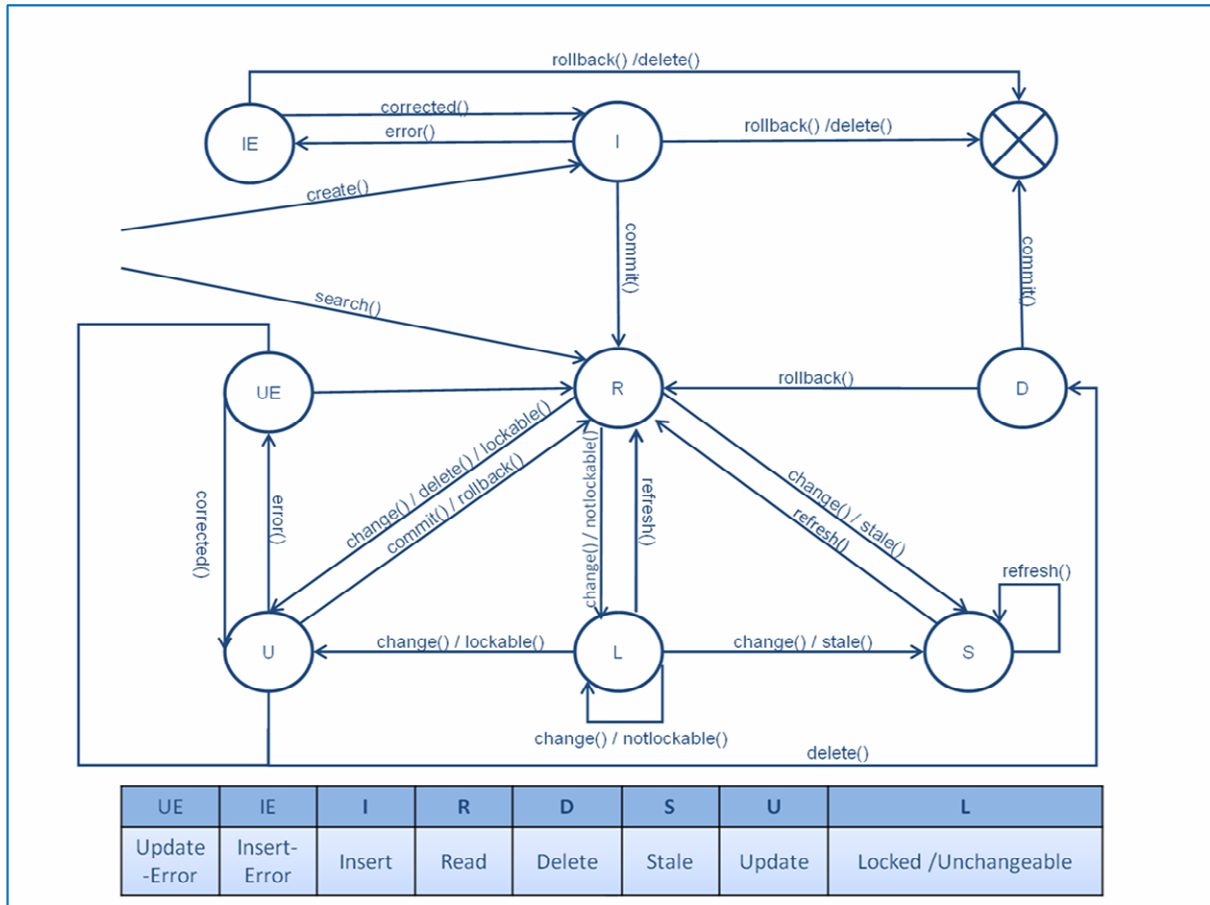 rollback() /delete()
corrected()
error()
IE
I
rollback() /delete()
create()
commit()
commit()
search()
UE
R
rollback()
D
change() / delete() / lockable()
commit() / rollback()
change() / notlockable()
refresh()
change() / stale()
refresh()
corrected()
error()
refresh()
U
change() / lockable()
L
change() / stale()
S
change() / notlockable()
delete()
UE IE I R D S U L
Update
-Error
Insert-
Error
Insert
Read
Delete
Stale
Update
Locked /Unchangeable